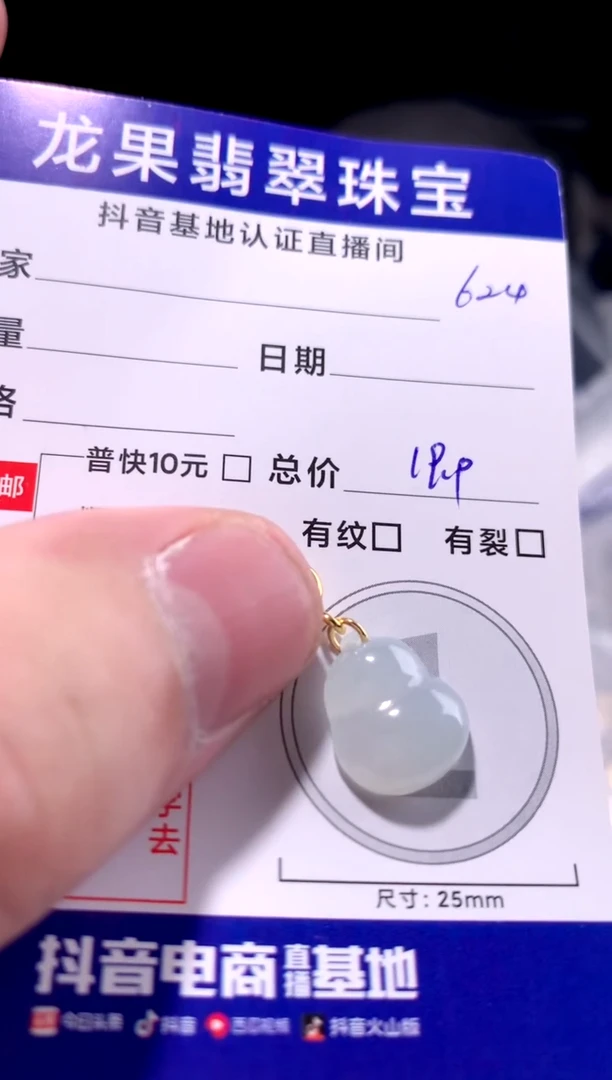 龙果翡翠珠宝
抖音基地认证直播间
家 624
量 日期
格
邮 普快10元 总价
有纹 有裂
去
尺寸:25mm
抖音电商直播基地
今日头条 抖音 西瓜视频 抖音火山版